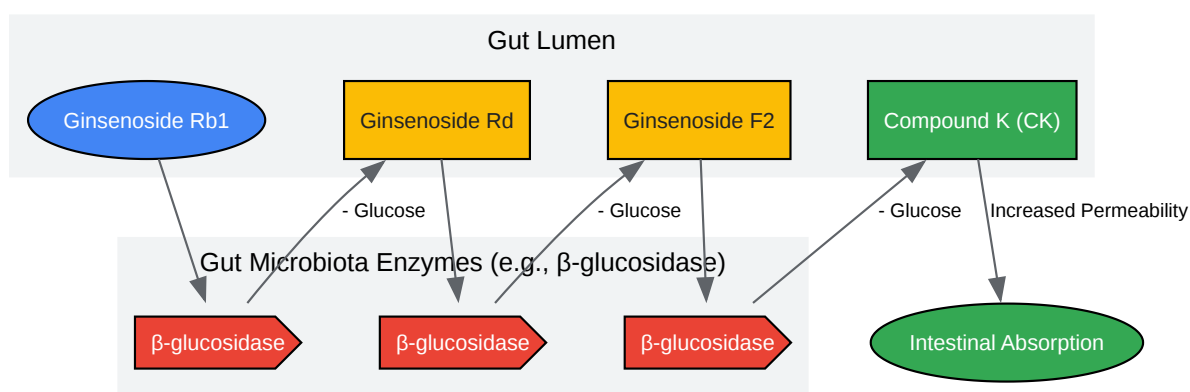 Gut Lumen
Ginsenoside Rb1
Ginsenoside Rd
Ginsenoside F2
Compound K (CK)
- Glucose
- Glucose
- Glucose
Increased Permeability
Gut Microbiota Enzymes (e.g., β-glucosidase)
β-glucosidase
β-glucosidase
β-glucosidase
Intestinal Absorption